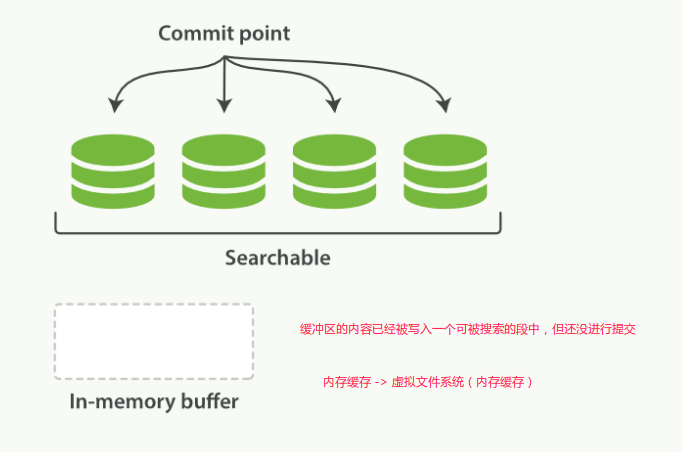 Commit point
Searchable
缓冲区的内容已经被写入一个可被搜索的段中，但还没进行提交
内存缓存 -> 虚拟文件系统（内存缓存）
In-memory buffer